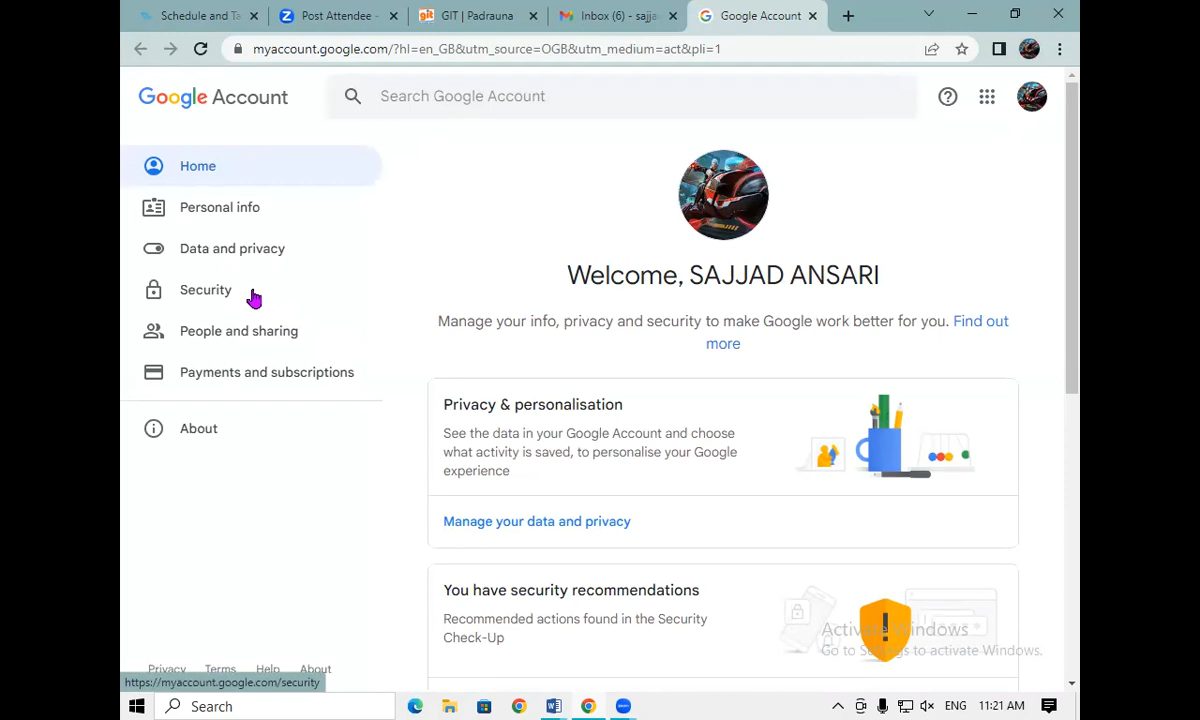 Schedule and Ta
Post Attendee -
git GIT | Padrauna
Inbox (6) - sajja
Google Account
myaccount.google.com/?hl=en_GB&utm_source=OGB&utm_medium=act&pli=1
Google Account
Search Google Account
Home
Personal info
Data and privacy
Security
People and sharing
Payments and subscriptions
About
Welcome, SAJJAD ANSARI
Manage your info, privacy and security to make Google work better for you. Find out
more
Privacy & personalisation
See the data in your Google Account and choose
what activity is saved, to personalise your Google
experience
Manage your data and privacy
You have security recommendations
Recommended actions found in the Security
Check-Up
Activate Windows
Go to Settings to activate Windows.
Privacy Terms Help About
https://myaccount.google.com/security
Search
ENG 11:21 AM